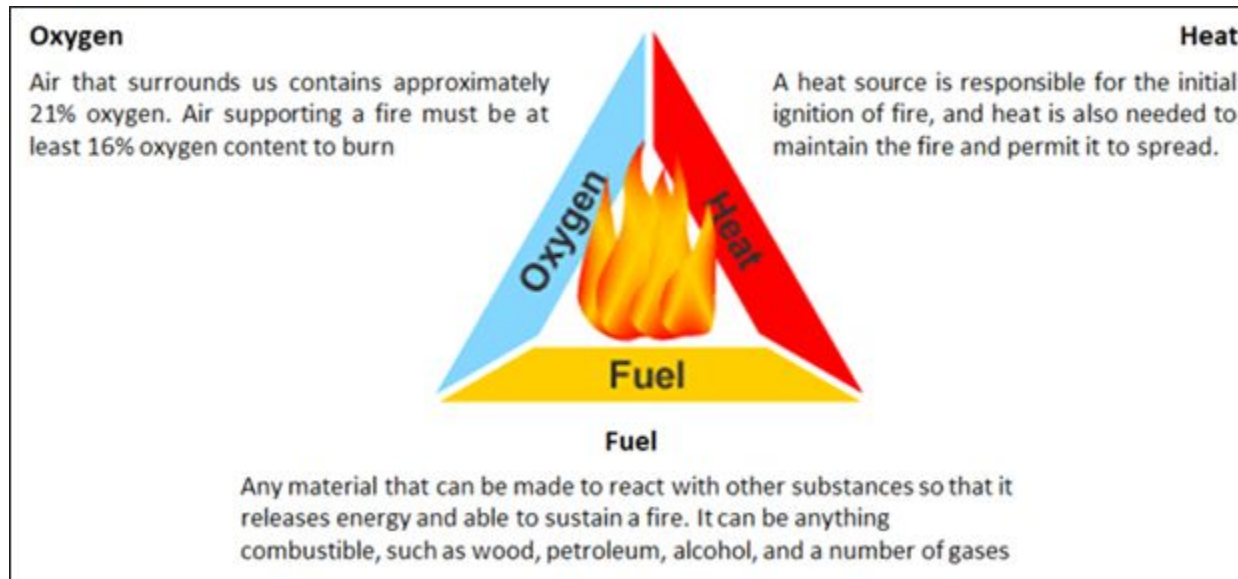 Oxygen
Air that surrounds us contains approximately
21% oxygen. Air supporting a fire must be at
least 16% oxygen content to burn
Heat
A heat source is responsible for the initial
ignition of fire, and heat is also needed to
maintain the fire and permit it to spread.
Oxygen
Heat
Fuel
Fuel
Any material that can be made to react with other substances so that it
releases energy and able to sustain a fire. It can be anything
combustible, such as wood, petroleum, alcohol, and a number of gases